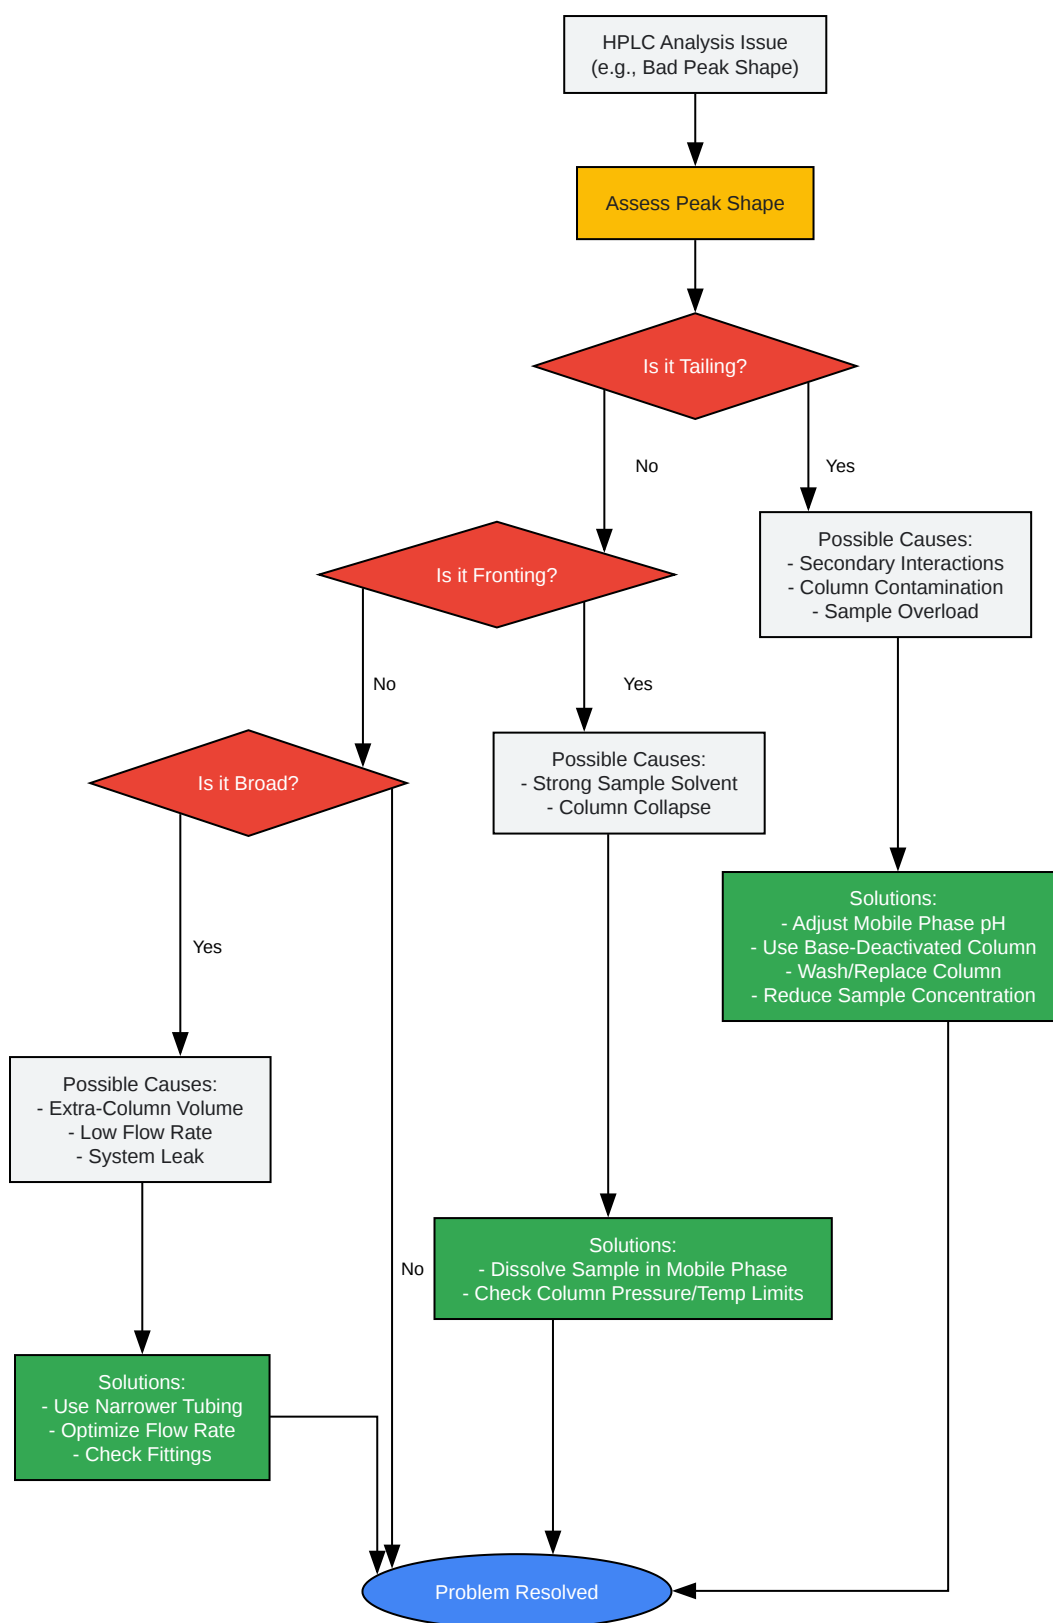 HPLC Analysis Issue
(e.g., Bad Peak Shape)
Assess Peak Shape
Is it Tailing?
No
Yes
Possible Causes:
- Secondary Interactions
- Column Contamination
- Sample Overload
Is it Fronting?
No
Yes
Possible Causes:
- Strong Sample Solvent
- Column Collapse
Is it Broad?
Solutions:
- Adjust Mobile Phase pH
- Use Base-Deactivated Column
- Wash/Replace Column
- Reduce Sample Concentration
Yes
Possible Causes:
- Extra-Column Volume
- Low Flow Rate
- System Leak
No
Solutions:
- Dissolve Sample in Mobile Phase
- Check Column Pressure/Temp Limits
Solutions:
- Use Narrower Tubing
- Optimize Flow Rate
- Check Fittings
Problem Resolved